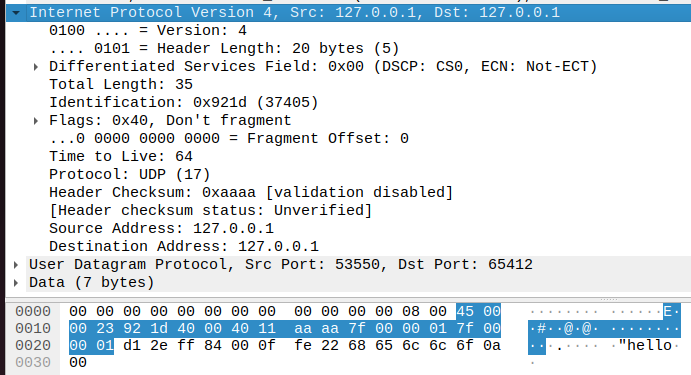 Internet Protocol Version 4, Src: 127.0.0.1, Dst: 127.0.0.1
0100 .... = Version: 4
.... 0101 = Header Length: 20 bytes (5)
Differentiated Services Field: 0x00 (DSCP: CS0, ECN: Not-ECT)
Total Length: 35
Identification: 0x921d (37405)
Flags: 0x40, Don't fragment
...0 0000 0000 0000 = Fragment Offset: 0
Time to Live: 64
Protocol: UDP (17)
Header Checksum: 0xaaaa [validation disabled]
[Header checksum status: Unverified]
Source Address: 127.0.0.1
Destination Address: 127.0.0.1
User Datagram Protocol, Src Port: 53550, Dst Port: 65412
Data (7 bytes)
0000 00 00 00 00 00 00 00 00 00 00 00 00 08 00 45 00 ········ ······E·
0010 00 23 92 1d 40 00 40 11 aa aa 7f 00 00 01 7f 00 ·#··@·@· ········
0020 00 01 d1 2e ff 84 00 0f fe 22 68 65 6c 6c 6f 0a ···.···· ·"hello·
0030 00 ·